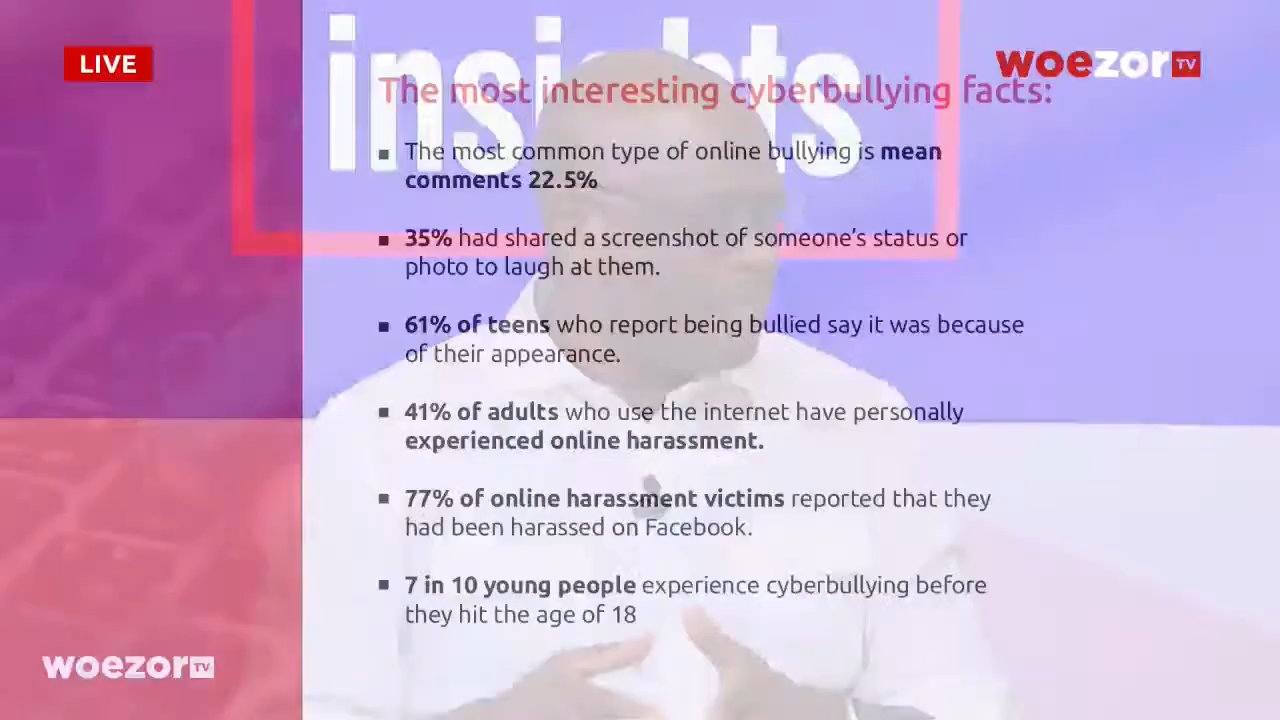 LIVE
insights
woezor TV
The most interesting cyberbullying facts:
▪ The most common type of online bullying is mean
comments 22.5%
▪ 35% had shared a screenshot of someone's status or
photo to laugh at them.
▪ 61% of teens who report being bullied say it was because
of their appearance.
▪ 41% of adults who use the internet have personally
experienced online harassment.
▪ 77% of online harassment victims reported that they
had been harassed on Facebook.
▪ 7 in 10 young people experience cyberbullying before
they hit the age of 18
woezor TV